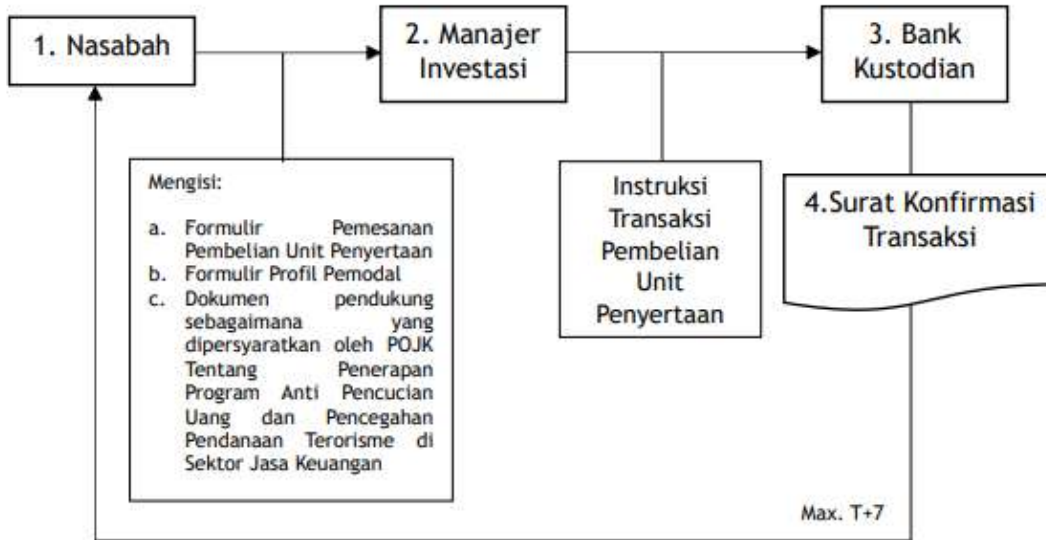 1. Nasabah
2. Manajer
Investasi
3. Bank
Kustodian
Mengisi:
a. Formulir Pemesanan
Pembelian Unit Penyertaan
b. Formulir Profil Pemodal
c. Dokumen pendukung
sebagaimana yang
dipersyaratkan oleh POJK
Tentang Penerapan
Program Anti Pencucian
Uang dan Pencegahan
Pendanaan Terorisme di
Sektor Jasa Keuangan
Instruksi
Transaksi
Pembelian
Unit
Penyertaan
4.Surat Konfirmasi
Transaksi
Max. T+7